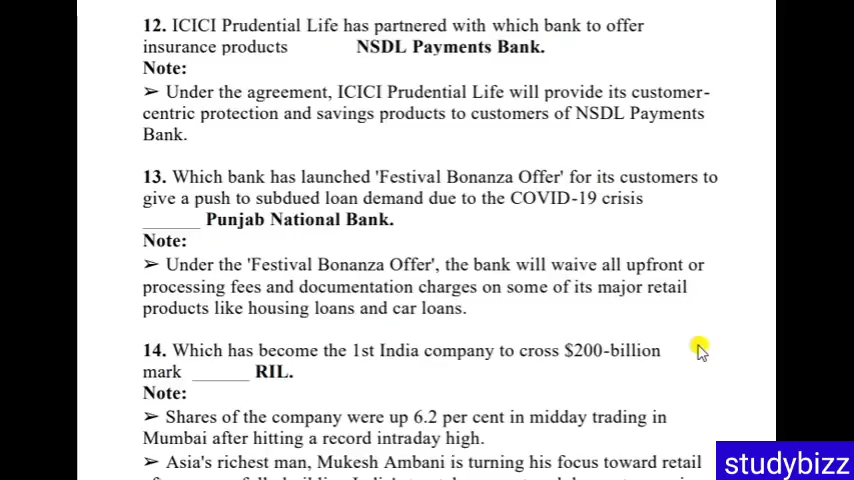 12. ICICI Prudential Life has partnered with which bank to offer
insurance products NSDL Payments Bank.
Note:
➢ Under the agreement, ICICI Prudential Life will provide its customer-
centric protection and savings products to customers of NSDL Payments
Bank.
13. Which bank has launched 'Festival Bonanza Offer' for its customers to
give a push to subdued loan demand due to the COVID-19 crisis
______ Punjab National Bank.
Note:
➢ Under the 'Festival Bonanza Offer', the bank will waive all upfront or
processing fees and documentation charges on some of its major retail
products like housing loans and car loans.
14. Which has become the 1st India company to cross $200-billion
mark ______ RIL.
Note:
➢ Shares of the company were up 6.2 per cent in midday trading in
Mumbai after hitting a record intraday high.
➢ Asia's richest man, Mukesh Ambani is turning his focus toward retail
studybizz